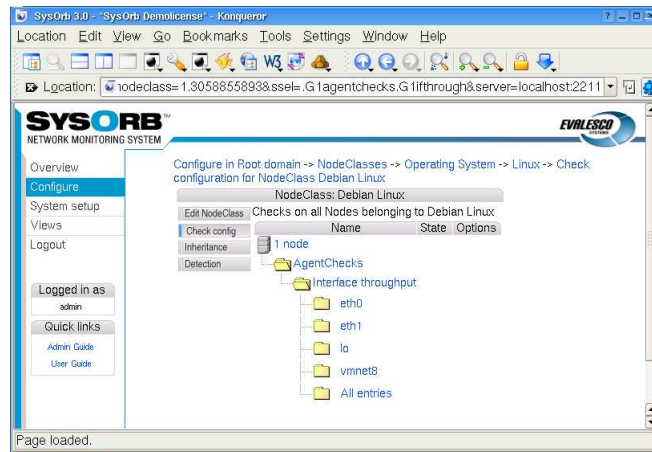 SysOrb 3.0 - "SysOrb Demolicense" - Konqueror
Location Edit View Go Bookmarks Tools Settings Window Help
Location: nodeclass=1.3058855893&ssel=.G1agentchecks.G1ifthrough&server=localhost:2211
SYSORB™
NETWORK MONITORING SYSTEM
EVALESCO
SYSTEMS
Overview
Configure
System setup
Views
Logout
Logged in as
admin
Quick links
Admin Guide
User Guide
Configure in Root domain -> NodeClasses -> Operating System -> Linux -> Check
configuration for NodeClass Debian Linux
NodeClass: Debian Linux
Edit NodeClass
Check config
Inheritance
Detection
Checks on all Nodes belonging to Debian Linux
Name State Options
1 node
AgentChecks
Interface throughput
eth0
eth1
lo
vmnet8
All entries
Page loaded.